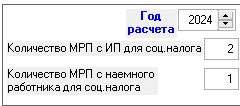 Год
расчета 2024
Количество МРП с ИП для соц.налога 2
Количество МРП с наемного
работника для соц.налога 1